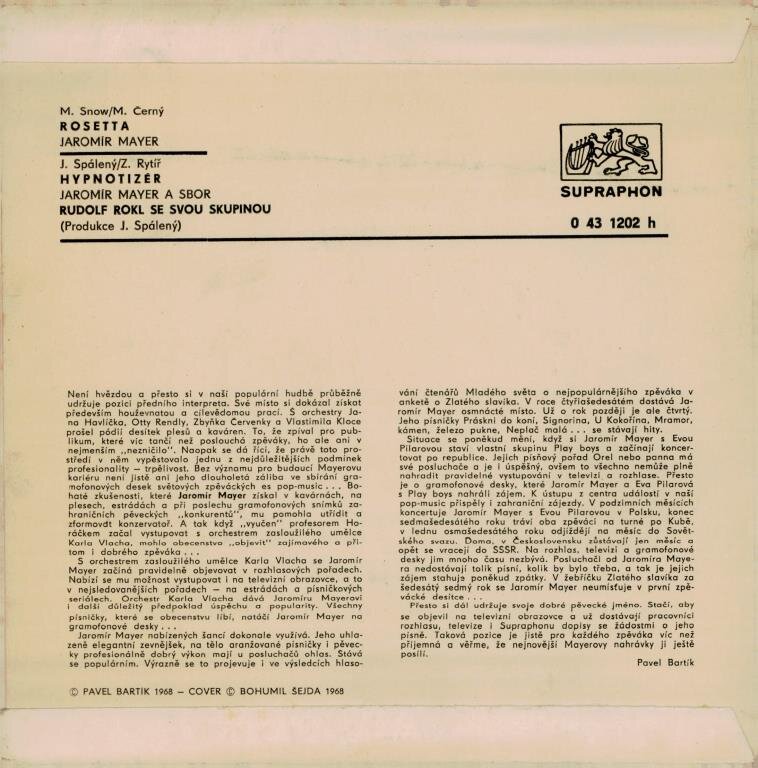 M. Snow/M. Černý
ROSETTA
JAROMÍR MAYER
J. Spálený/Z. Rytíř
HYPNOTIZÉR
JAROMÍR MAYER A SBOR
RUDOLF ROKL SE SVOU SKUPINOU
(Produkce J. Spálený)
SUPRAPHON
0 43 1202 h
Není hvězdou a přesto si v naší populární hudbě průběžně
udržuje pozici předního interpreta. Své místo si dokázal získat
především houževnatou a cílevědomou prací. S orchestry Ja-
na Havlíčka, Otty Rendly, Zbyňka Červenky a Vlastimila Kloce
prošel pódií desítek plesů a kaváren. To, že zpíval pro pub-
likum, které víc tančí než poslouchá zpěváky, ho ale ani v
nejmenším „nezničilo". Naopak se dá říci, že právě toto pro-
středí v něm vypěstovalo jednu z nejdůležitějších podmínek
profesionality – trpělivost. Bez významu pro budoucí Mayerovu
kariéru není jistě ani jeho dlouholetá záliba ve sbírání gra-
mofonových desek světových zpěváckých es pop-music ... Bo-
haté zkušenosti, které Jaromír Mayer získal v kavárnách, na
plesech, estrádách a při poslechu gramofonových snímků za-
hraničních pěveckých „konkurentů", mu pomohla utřídit a
zformovat konzervatoř. A tak když „vyučen" profesorem Ho-
ráčkem začal vystupovat s orchestrem zasloužilého umělce
Karla Vlacha, mohlo obecenstvo „objevit" zajímavého a při-
tom i dobrého zpěváka ...
S orchestrem zasloužilého umělce Karla Vlacha se Jaromír
Mayer začíná pravidelně objevovat v rozhlasových pořadech.
Nabízí se mu možnost vystupovat i na televizní obrazovce, a to
v nejsledovanějších pořadech – na estrádách a písničkových
seriálech. Orchestr Karla Vlacha dává Jaromíru Mayerovi
i další důležitý předpoklad úspěchu a popularity. Všechny
písničky, které se obecenstvu líbí, natáčí Jaromír Mayer na
gramofonové desky ...
Jaromír Mayer nabízených šancí dokonale využívá. Jeho uhla-
zeně elegantní zevnějšek, na tělo aranžované písničky i pěvec-
ky profesionálně dobrý výkon mají u posluchačů ohlas. Stává
se populárním. Výrazně se to projevuje i ve výsledcích hlaso-
vání čtenářů Mladého světa o nejpopulárnějšího zpěváka v
anketě o Zlatého slavíka. V roce čtyřiašedesátém dostává Ja-
romír Mayer osmnácté místo. Už o rok později je ale čtvrtý.
Jeho písničky Práskni do koní, Signorina, U Kokořína, Mramor,
kámen, železo pukne, Neplač malá ... se stávají hity.
Situace se poněkud mění, když si Jaromír Mayer s Evou
Pilarovou staví vlastní skupinu Play boys a začínají koncer-
tovat po republice. Jejich písňový pořad Orel nebo panna má
své posluchače a je i úspěšný, ovšem to všechno nemůže plně
nahradit pravidelné vystupování v televizi a rozhlase. Přesto
je o gramofonové desky, které Jaromír Mayer a Eva Pilarová
s Play boys nahráli zájem. K ústupu z centra událostí v naší
pop-music přispěly i zahraniční zájezdy. V podzimních měsících
koncertuje Jaromír Mayer s Evou Pilarovou v Polsku, konec
sedmašedesátého roku tráví oba zpěváci na turné po Kubě,
v lednu osmašedesátého roku odjíždějí na měsíc do Sovět-
ského svazu. Doma, v Československu zůstávají jen měsíc a
opět se vracejí do SSSR. Na rozhlas, televizi a gramofonové
desky jim mnoho času nezbývá. Posluchači od Jaromíra Maye-
ra nedostávají tolik písní, kolik by bylo třeba, a tak je jejich
zájem stahuje poněkud zpátky. V žebříčku Zlatého slavíka za
šedesátý sedmý rok se Jaromír Mayer neumísťuje v první zpě-
vácké desítce ...
Přesto si dál udržuje svoje dobré pěvecké jméno. Stačí, aby
se objevil na televizní obrazovce a už dostávají pracovníci
rozhlasu, televize i Supraphonu dopisy se žádostmi o jeho
písně. Taková pozice je jistě pro každého zpěváka víc než
příjemná a věřme, že nejnovější Mayerovy nahrávky ji ještě
posílí.
Pavel Bartík
© PAVEL BARTÍK 1968 – COVER © BOHUMIL ŠEJDA 1968